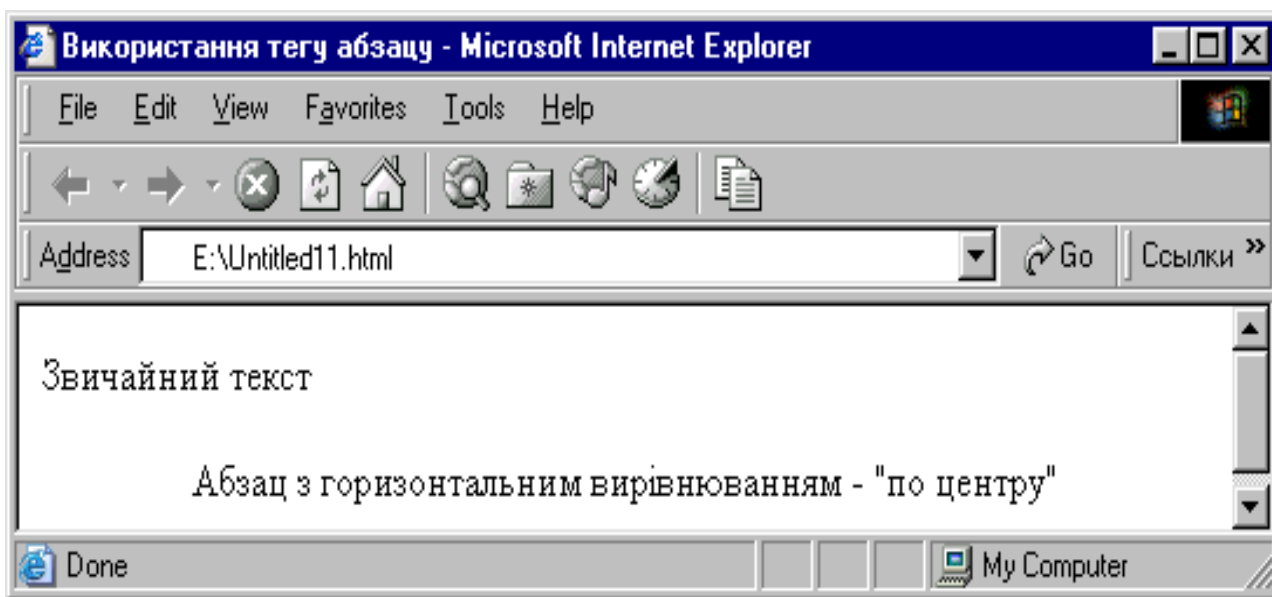 Використання тегу абзацу - Microsoft Internet Explorer
File Edit View Favorites Tools Help
Address E:\Untitled11.html Go Ссылки »
Звичайний текст
Абзац з горизонтальним вирівнюванням - "по центру"
Done My Computer